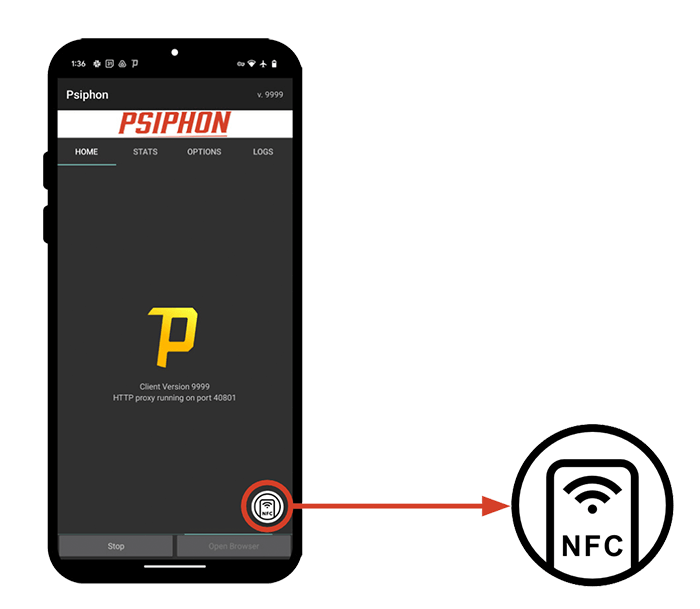 1:36
Psiphon
v. 9999
PSIPHON
HOME STATS OPTIONS LOGS
Client Version 9999
HTTP proxy running on port 40801
NFC
NFC
Stop
Open Browser